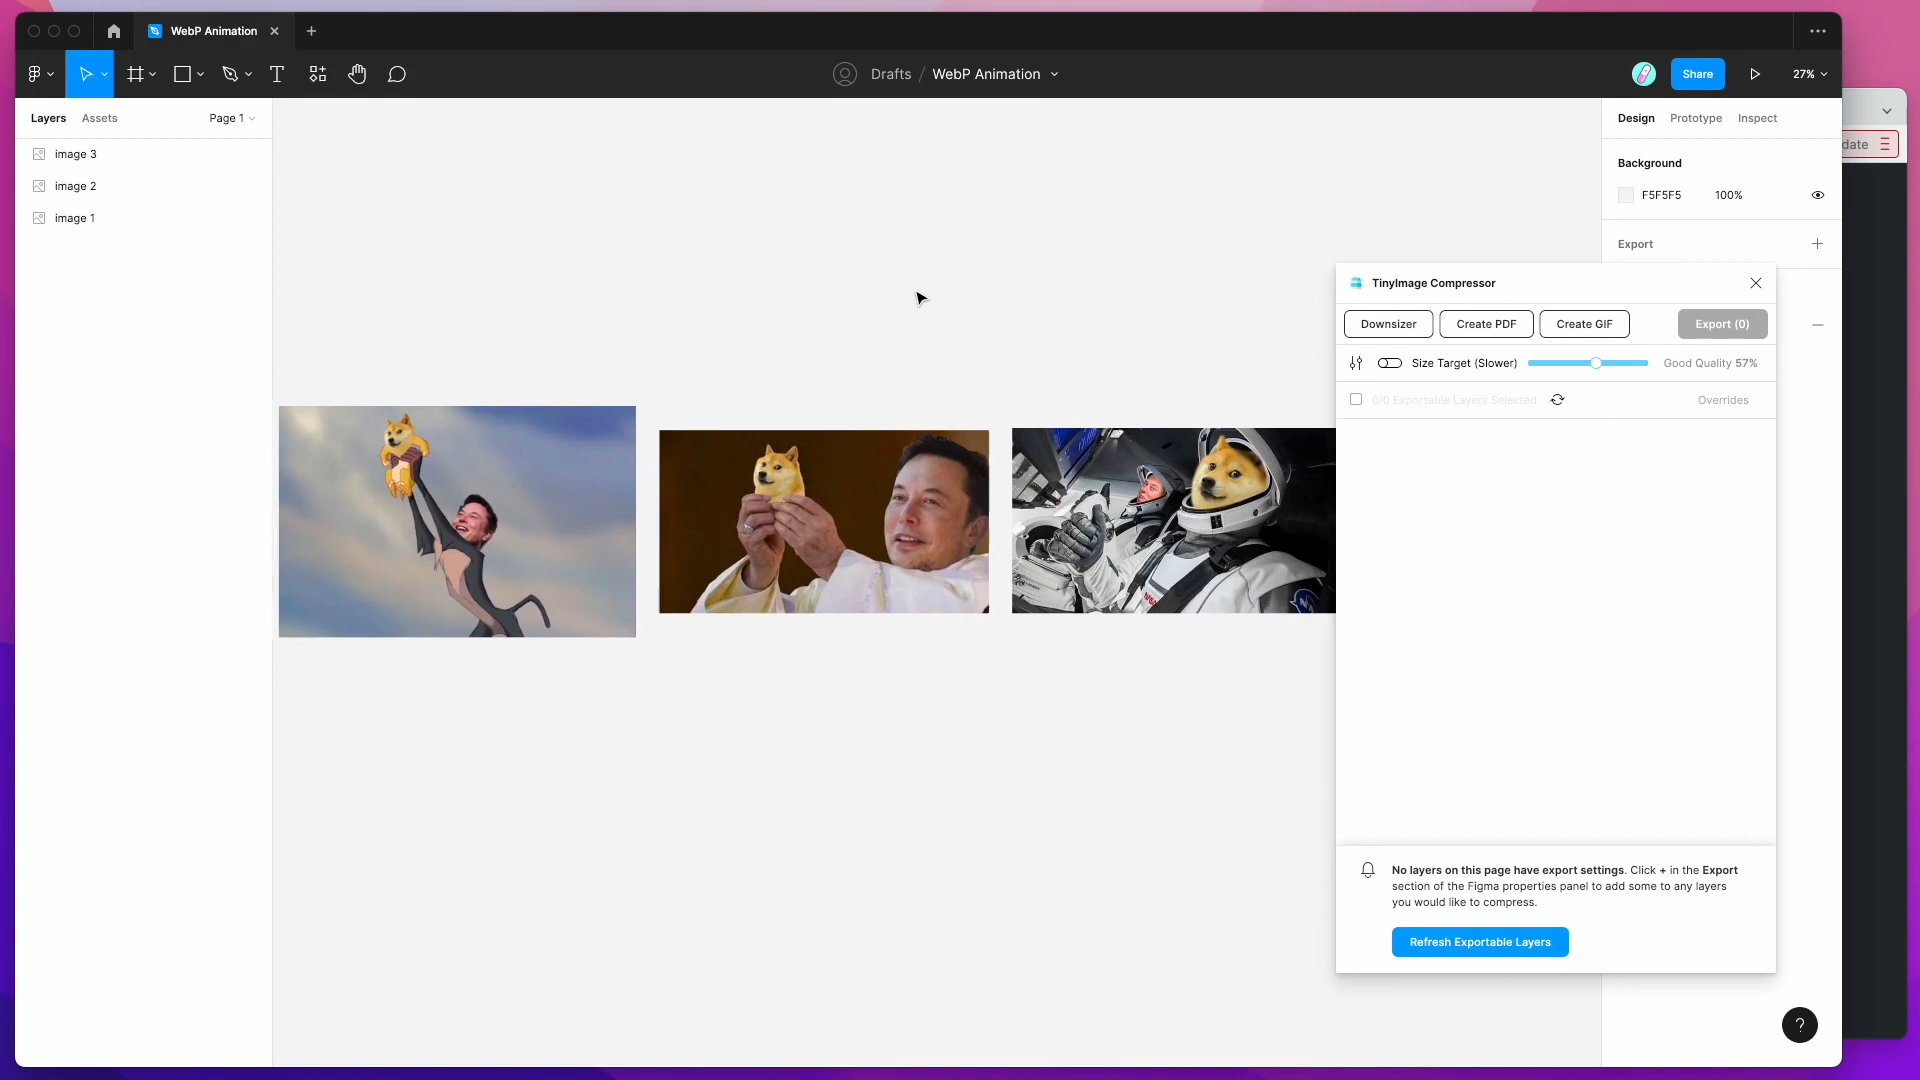 WebP Animation
Drafts / WebP Animation
Share
27%
Layers
Assets
Page 1
image 3
image 2
image 1
Design
Prototype
Inspect
Background
F5F5F5
100%
Export
date
TinyImage Compressor
Downsizer
Create PDF
Create GIF
Export (0)
Size Target (Slower)
Good Quality 57%
0/0 Exportable Layers Selected
Overrides
No layers on this page have export settings. Click + in the Export
section of the Figma properties panel to add some to any layers
you would like to compress.
Refresh Exportable Layers
?